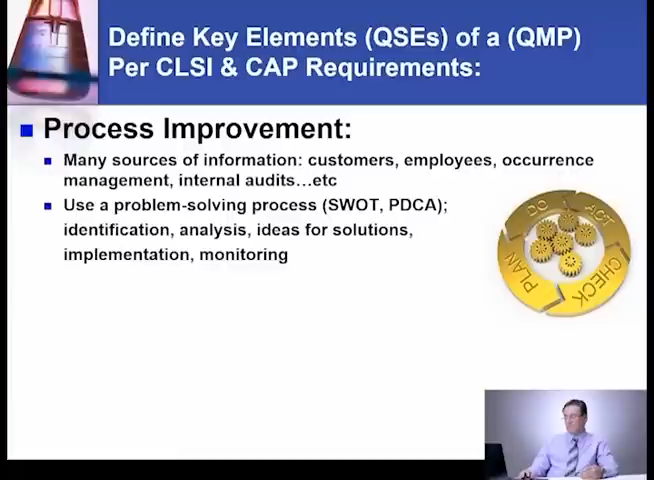 Define Key Elements (QSEs) of a (QMP)
Per CLSI & CAP Requirements:
Process Improvement:
Many sources of information: customers, employees, occurrence
management, internal audits…etc
Use a problem-solving process (SWOT, PDCA);
identification, analysis, ideas for solutions,
implementation, monitoring
DO
ACT
PLAN
CHECK